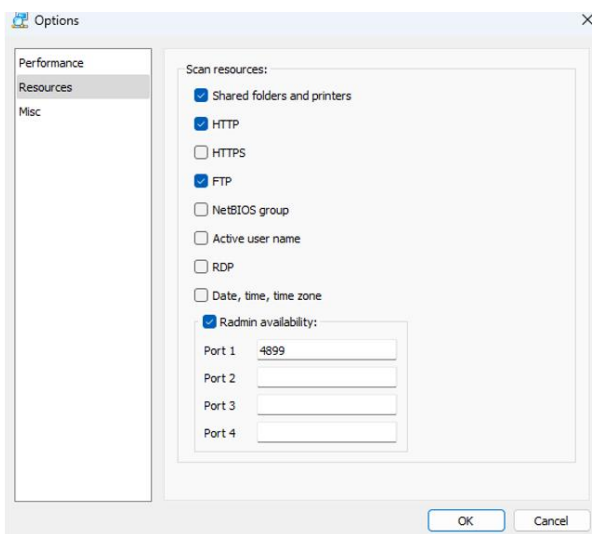 Options
Performance
Resources
Misc
Scan resources:
Shared folders and printers
HTTP
HTTPS
FTP
NetBIOS group
Active user name
RDP
Date, time, time zone
Radmin availability:
Port 1 4899
Port 2
Port 3
Port 4
OK Cancel